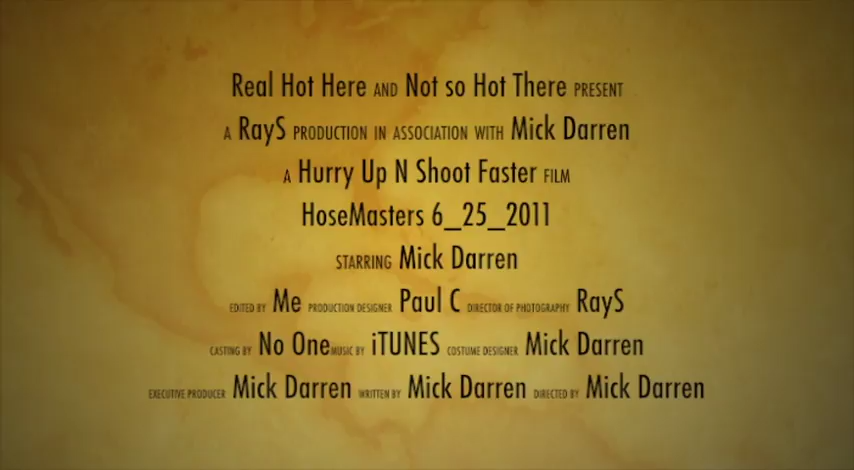 Real Hot Here AND Not so Hot There PRESENT
A RayS PRODUCTION IN ASSOCIATION WITH Mick Darren
A Hurry Up N Shoot Faster FILM
HoseMasters 6_25_2011
STARRING Mick Darren
EDITED BY Me PRODUCTION DESIGNER Paul C DIRECTOR OF PHOTOGRAPHY RayS
CASTING BY No One MUSIC BY iTUNES COSTUME DESIGNER Mick Darren
EXECUTIVE PRODUCER Mick Darren WRITTEN BY Mick Darren DIRECTED BY Mick Darren